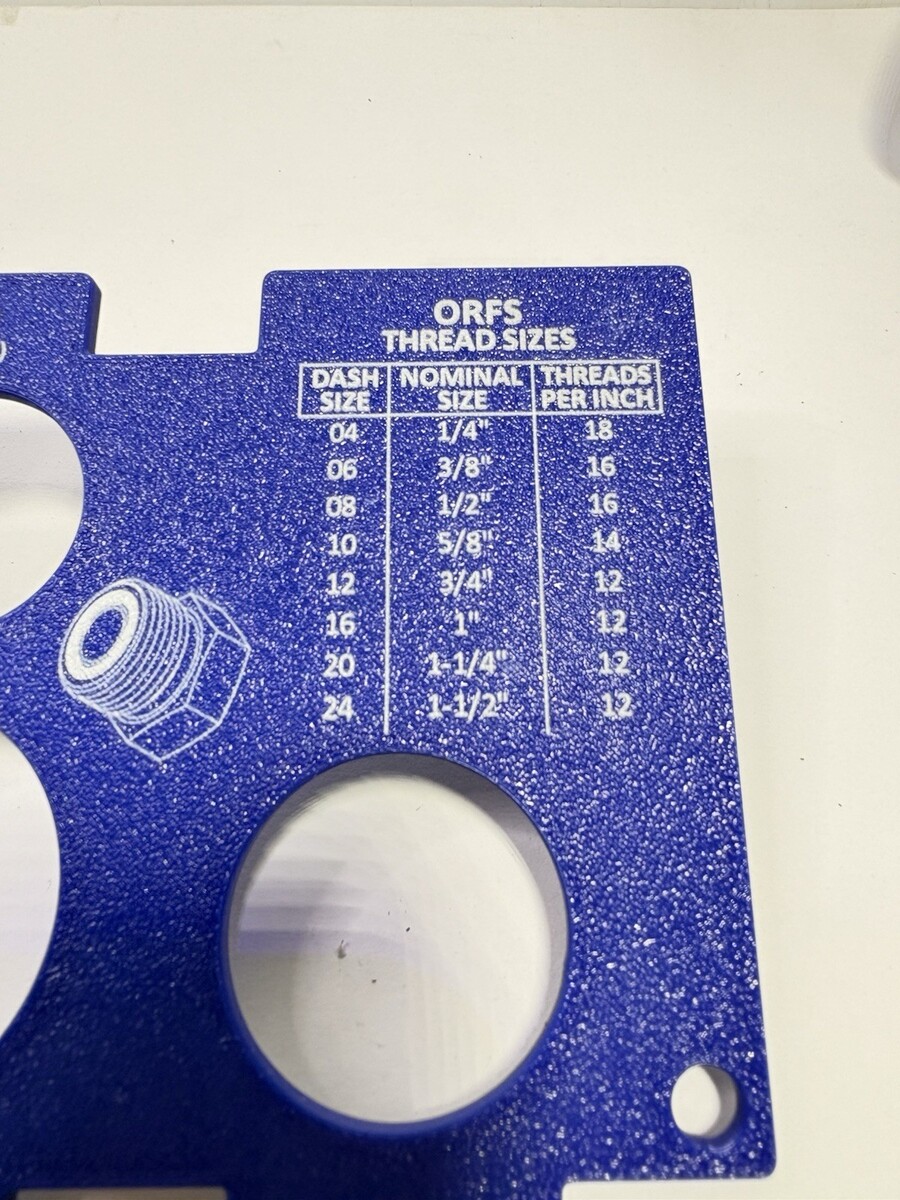 ORFS
THREAD SIZES
DASH SIZE NOMINAL SIZE THREADS PER INCH
04 1/4" 18
06 3/8" 16
08 1/2" 16
10 5/8" 14
12 3/4" 12
16 1" 12
20 1-1/4" 12
24 1-1/2" 12